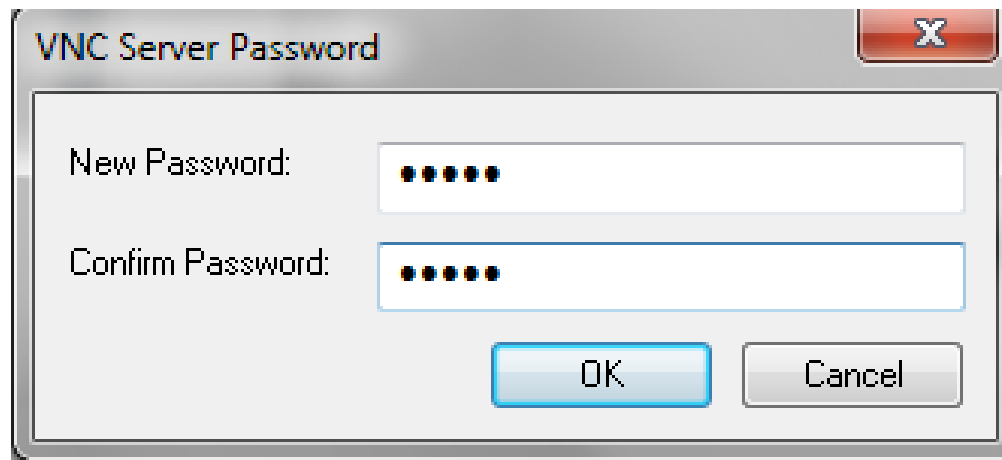 VNC Server Password
New Password:
•••••
Confirm Password:
•••••
OK Cancel